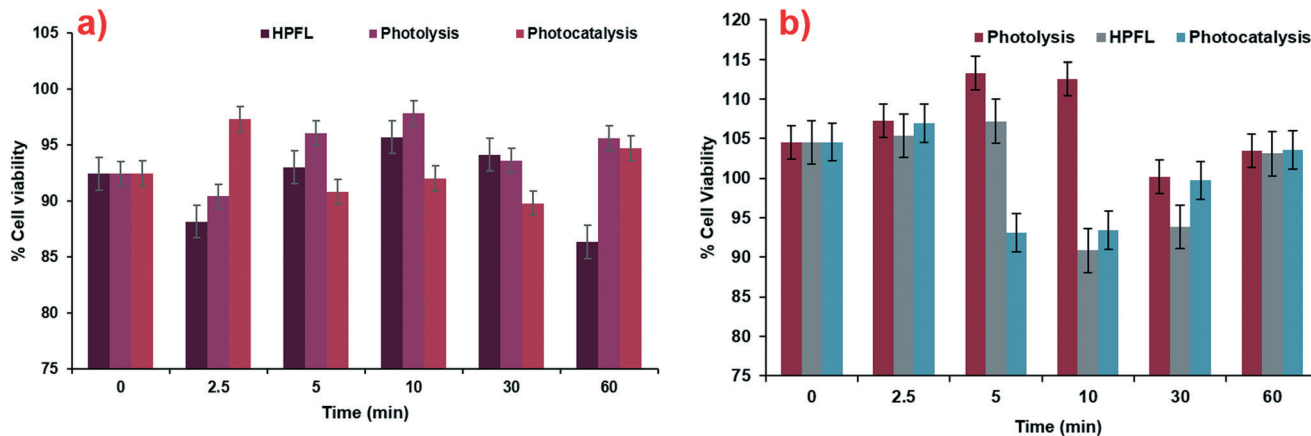 a)
HPFL Photolysis Photocatalysis
% Cell viability
105
100
95
90
85
80
75
0 2.5 5 10 30 60
Time (min)
b)
Photolysis HPFL Photocatalysis
% Cell Viability
120
115
110
105
100
95
90
85
80
75
0 2.5 5 10 30 60
Time (min)